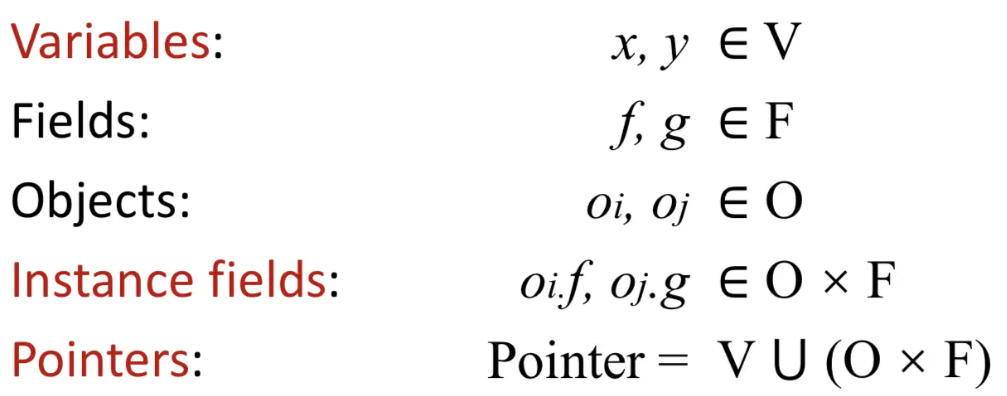 Variables: x, y ∈ V
Fields: f, g ∈ F
Objects: oi, oj ∈ O
Instance fields: oi.f, oj.g ∈ O × F
Pointers: Pointer = V ∪ (O × F)